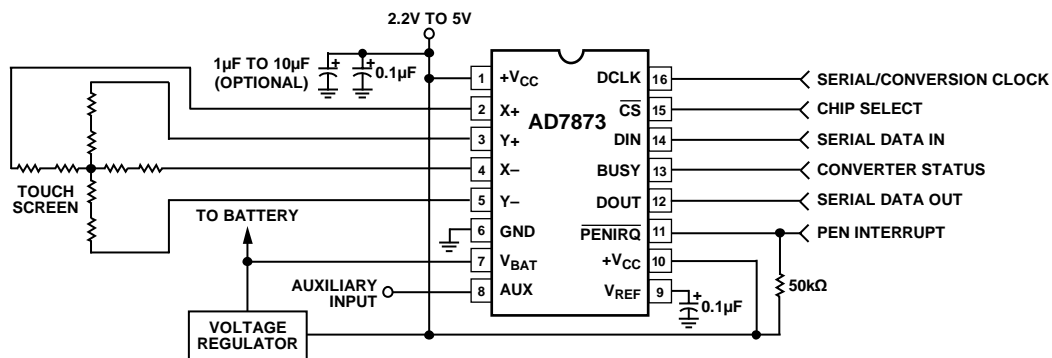 2.2V TO 5V
1µF TO 10µF
(OPTIONAL)
+
+
0.1µF
TOUCH
SCREEN
TO BATTERY
AUXILIARY
INPUT
VOLTAGE
REGULATOR
AD7873
1 +VCC
2 X+
3 Y+
4 X–
5 Y–
6 GND
7 VBAT
8 AUX
DCLK 16 SERIAL/CONVERSION CLOCK
CS 15 CHIP SELECT
DIN 14 SERIAL DATA IN
BUSY 13 CONVERTER STATUS
DOUT 12 SERIAL DATA OUT
PENIRQ 11 PEN INTERRUPT
+VCC 10
VREF 9
+
0.1µF
50kΩ